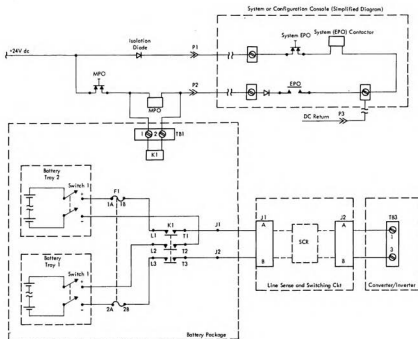 System or Configuration Console (Simplified Diagram)
System (EPO) Contactor
System EPO
Isolation Diode
+24V dc
P1
MPO
MPO
P2
EPO
P3
DC Return
1 2 TB1
K1
Battery Tray 2
Switch 1
F1
1A 1B
K1
L1 T1
L2 T2
L3 T3
J1
J2
Battery Tray 1
Switch 1
2A 2B
Battery Package
J1
A
B
SCR
J2
A
B
Line Sense and Switching Ckt
TB3
1
3
Converter/Inverter